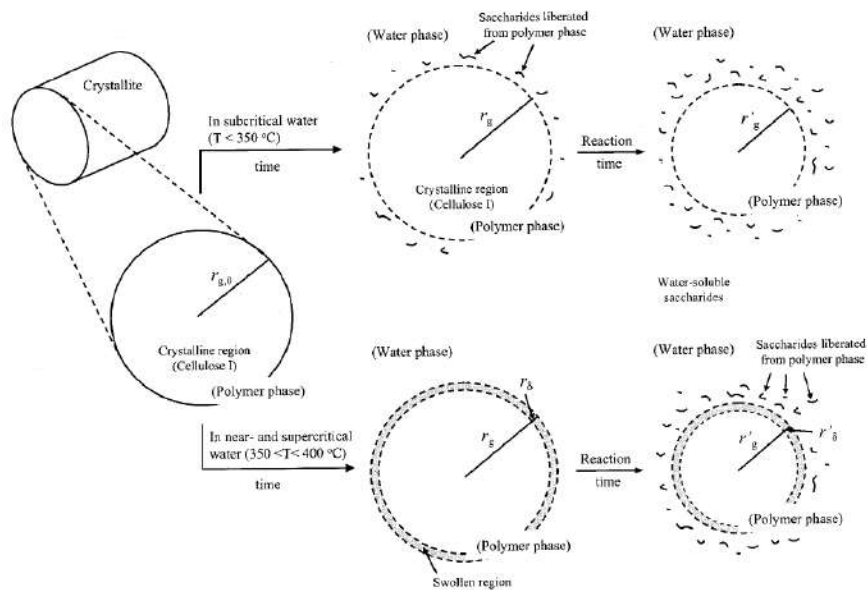 Crystallite
In subcritical water
(T < 350 °C)
time
(Water phase)
Saccharides liberated
from polymer phase
r_g
Crystalline region
(Cellulose I)
(Polymer phase)
Reaction
time
(Water phase)
r'_g
(Polymer phase)
r_g,0
Crystalline region
(Cellulose I)
(Polymer phase)
Water-soluble
saccharides
In near- and supercritical
water (350 <T< 400 °C)
time
(Water phase)
r_δ
r_g
(Polymer phase)
Swollen region
Reaction
time
(Water phase)
Saccharides liberated
from polymer phase
r'_g
r'_δ
(Polymer phase)